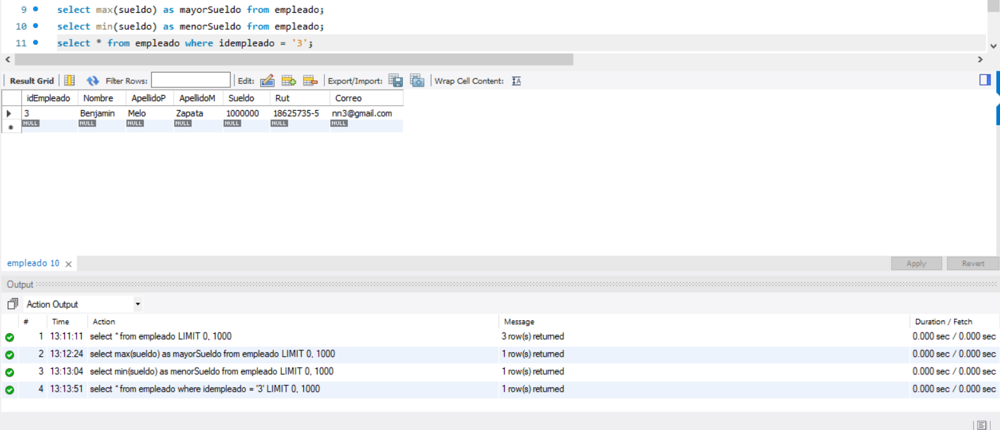 9 select max(sueldo) as mayorSueldo from empleado;
10 select min(sueldo) as menorSueldo from empleado;
11 select * from empleado where idempleado = '3';
Result Grid Filter Rows: Edit: Export/Import: Wrap Cell Content: IA
idEmpleado Nombre ApellidoP ApellidoM Sueldo Rut Correo
3 Benjamin Melo Zapata 1000000 18625735-5 nn3@gmail.com
NULL NULL NULL NULL NULL NULL NULL
empleado 10 Apply Revert
Output
Action Output
# Time Action Message Duration / Fetch
1 13:11:11 select * from empleado LIMIT 0, 1000 3 row(s) returned 0.000 sec / 0.000 sec
2 13:12:24 select max(sueldo) as mayorSueldo from empleado LIMIT 0, 1000 1 row(s) returned 0.000 sec / 0.000 sec
3 13:13:04 select min(sueldo) as menorSueldo from empleado LIMIT 0, 1000 1 row(s) returned 0.000 sec / 0.000 sec
4 13:13:51 select * from empleado where idempleado = '3' LIMIT 0, 1000 1 row(s) returned 0.000 sec / 0.000 sec